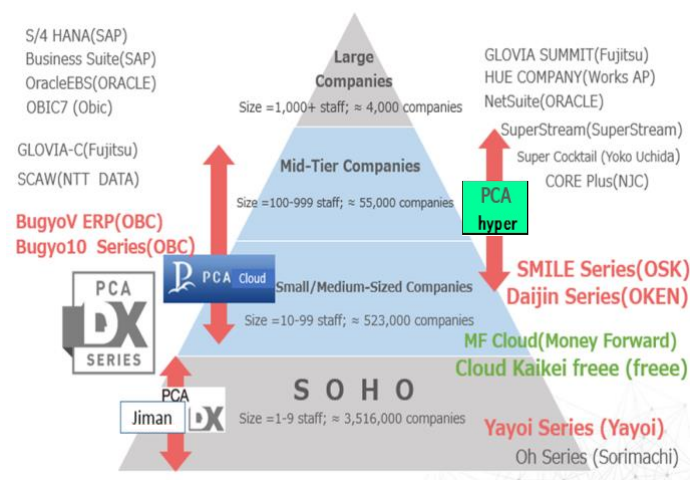 S/4 HANA(SAP)
Business Suite(SAP)
OracleEBS(ORACLE)
OBIC7 (Obic)
GLOVIA-C(Fujitsu)
SCAW(NTT DATA)
BugyoV ERP(OBC)
Bugyo10 Series(OBC)
PCA
DX
SERIES
PCA Cloud
PCA
Jiman DX
Large
Companies
Size =1,000+ staff; ≈ 4,000 companies
Mid-Tier Companies
Size =100-999 staff; ≈ 55,000 companies
Small/Medium-Sized Companies
Size =10-99 staff; ≈ 523,000 companies
S O H O
Size =1-9 staff; ≈ 3,516,000 companies
GLOVIA SUMMIT(Fujitsu)
HUE COMPANY(Works AP)
NetSuite(ORACLE)
SuperStream(SuperStream)
Super Cocktail (Yoko Uchida)
CORE Plus(NJC)
PCA
hyper
SMILE Series(OSK)
Daijin Series(OKEN)
MF Cloud(Money Forward)
Cloud Kaikei freee (freee)
Yayoi Series (Yayoi)
Oh Series (Sorimachi)